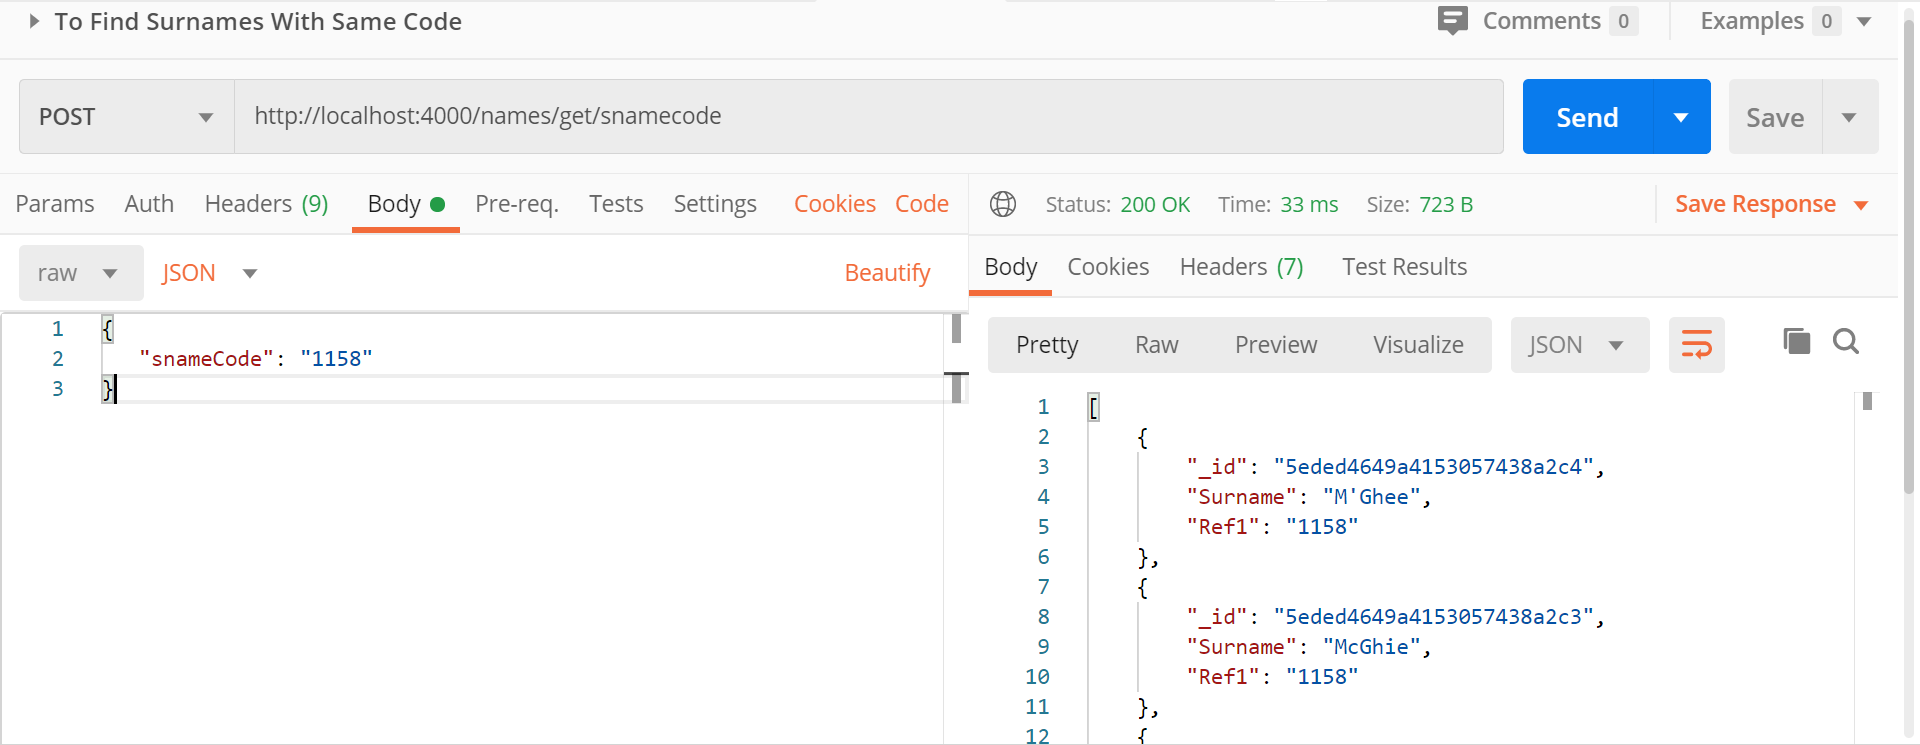 To Find Surnames With Same Code
Comments 0
Examples 0
POST
http://localhost:4000/names/get/snamecode
Send
Save
Params Auth Headers (9) Body Pre-req. Tests Settings Cookies Code
Status: 200 OK Time: 33 ms Size: 723 B Save Response
raw JSON Beautify
Body Cookies Headers (7) Test Results
Pretty Raw Preview Visualize JSON
1 {
2 "snameCode": "1158"
3 }
1 [
2 {
3 "_id": "5eded4649a4153057438a2c4",
4 "Surname": "M'Ghee",
5 "Ref1": "1158"
6 },
7 {
8 "_id": "5eded4649a4153057438a2c3",
9 "Surname": "McGhie",
10 "Ref1": "1158"
11 },
12 {